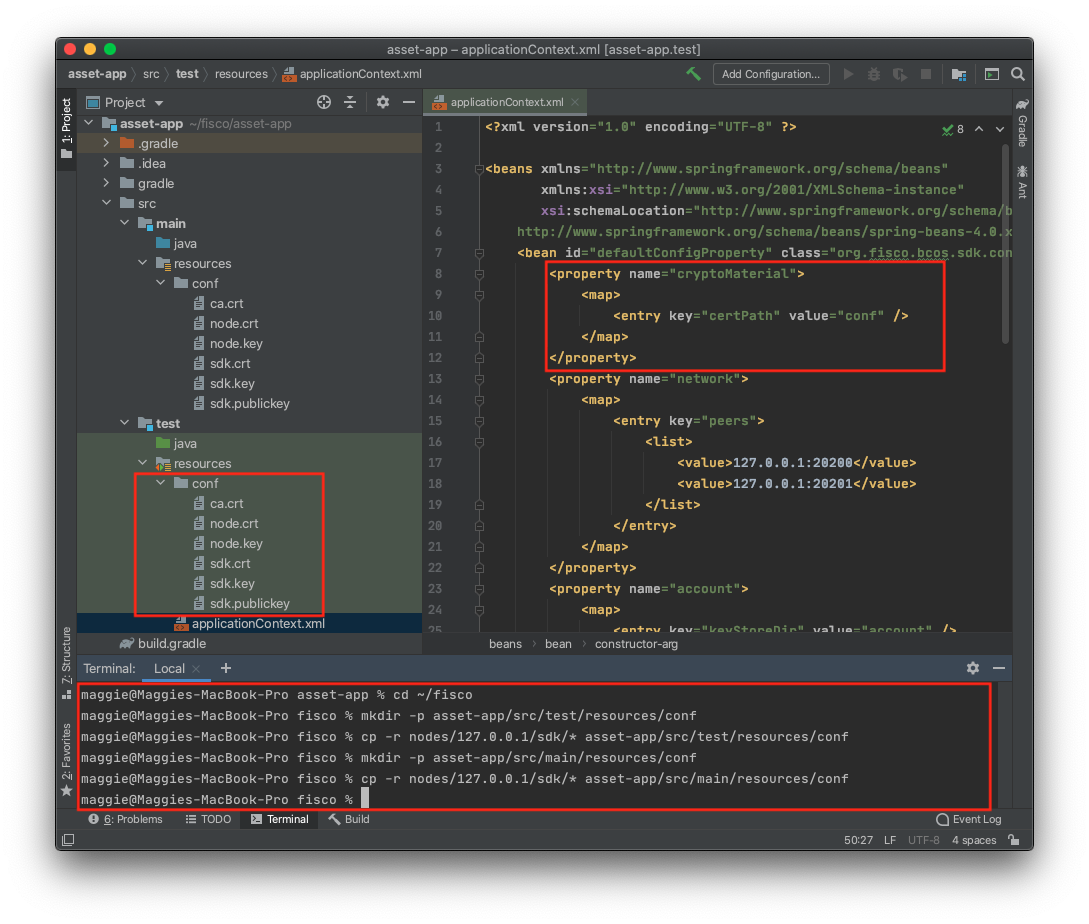 asset-app – applicationContext.xml [asset-app.test]
asset-app src test resources applicationContext.xml
Add Configuration...
1: Project
Project
asset-app ~/fisco/asset-app
.gradle
.idea
gradle
src
main
java
resources
conf
ca.crt
node.crt
node.key
sdk.crt
sdk.key
sdk.publickey
test
java
resources
conf
ca.crt
node.crt
node.key
sdk.crt
sdk.key
sdk.publickey
applicationContext.xml
build.gradle
applicationContext.xml
8
1 <?xml version="1.0" encoding="UTF-8" ?>
2
3 <beans xmlns="http://www.springframework.org/schema/beans"
4 xmlns:xsi="http://www.w3.org/2001/XMLSchema-instance"
5 xsi:schemaLocation="http://www.springframework.org/schema/b
6 http://www.springframework.org/schema/beans/spring-beans-4.0.x
7 <bean id="defaultConfigProperty" class="org.fisco.bcos.sdk.con
8 <property name="cryptoMaterial">
9 <map>
10 <entry key="certPath" value="conf" />
11 </map>
12 </property>
13 <property name="network">
14 <map>
15 <entry key="peers">
16 <list>
17 <value>127.0.0.1:20200</value>
18 <value>127.0.0.1:20201</value>
19 </list>
20 </entry>
21 </map>
22 </property>
23 <property name="account">
24 <map>
25 <entry key="keyStoreDir" value="account" />
beans bean constructor-arg
Gradle
Ant
Z: Structure
2: Favorites
Terminal: Local
maggie@Maggies-MacBook-Pro asset-app % cd ~/fisco
maggie@Maggies-MacBook-Pro fisco % mkdir -p asset-app/src/test/resources/conf
maggie@Maggies-MacBook-Pro fisco % cp -r nodes/127.0.0.1/sdk/* asset-app/src/test/resources/conf
maggie@Maggies-MacBook-Pro fisco % mkdir -p asset-app/src/main/resources/conf
maggie@Maggies-MacBook-Pro fisco % cp -r nodes/127.0.0.1/sdk/* asset-app/src/main/resources/conf
maggie@Maggies-MacBook-Pro fisco %
6: Problems TODO Terminal Build Event Log
50:27 LF UTF-8 4 spaces